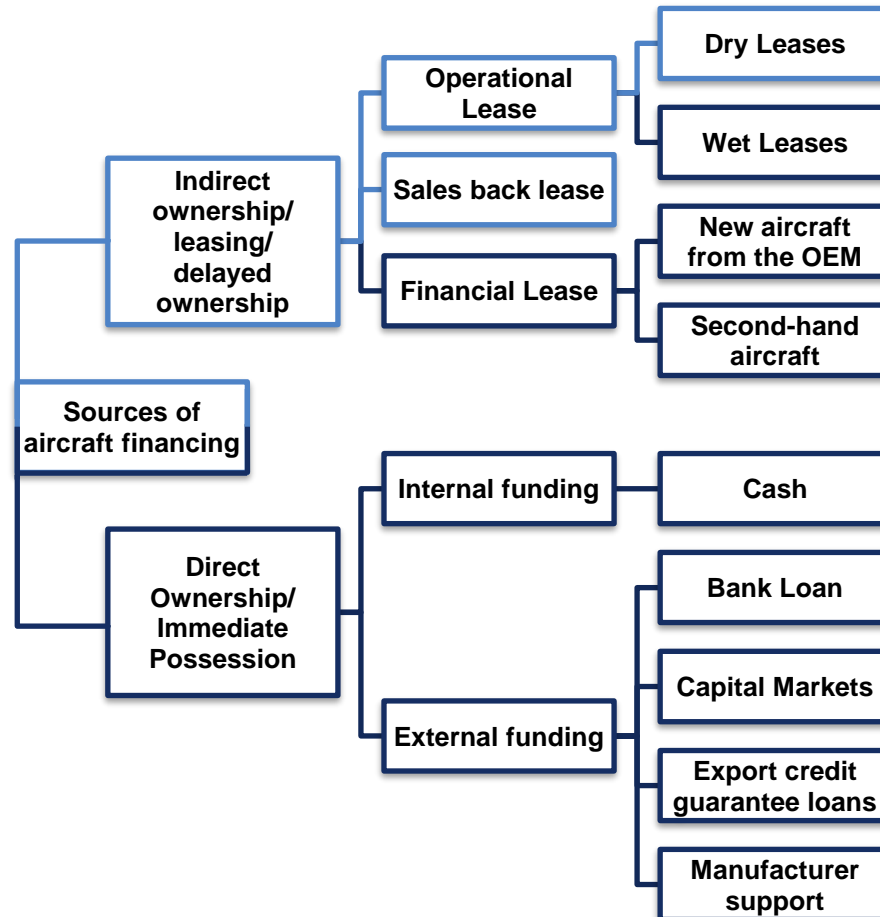 Sources of
aircraft financing
Indirect
ownership/
leasing/
delayed
ownership
Operational
Lease
Dry Leases
Wet Leases
Sales back lease
Financial Lease
New aircraft
from the OEM
Second-hand
aircraft
Direct
Ownership/
Immediate
Possession
Internal funding
Cash
External funding
Bank Loan
Capital Markets
Export credit
guarantee loans
Manufacturer
support